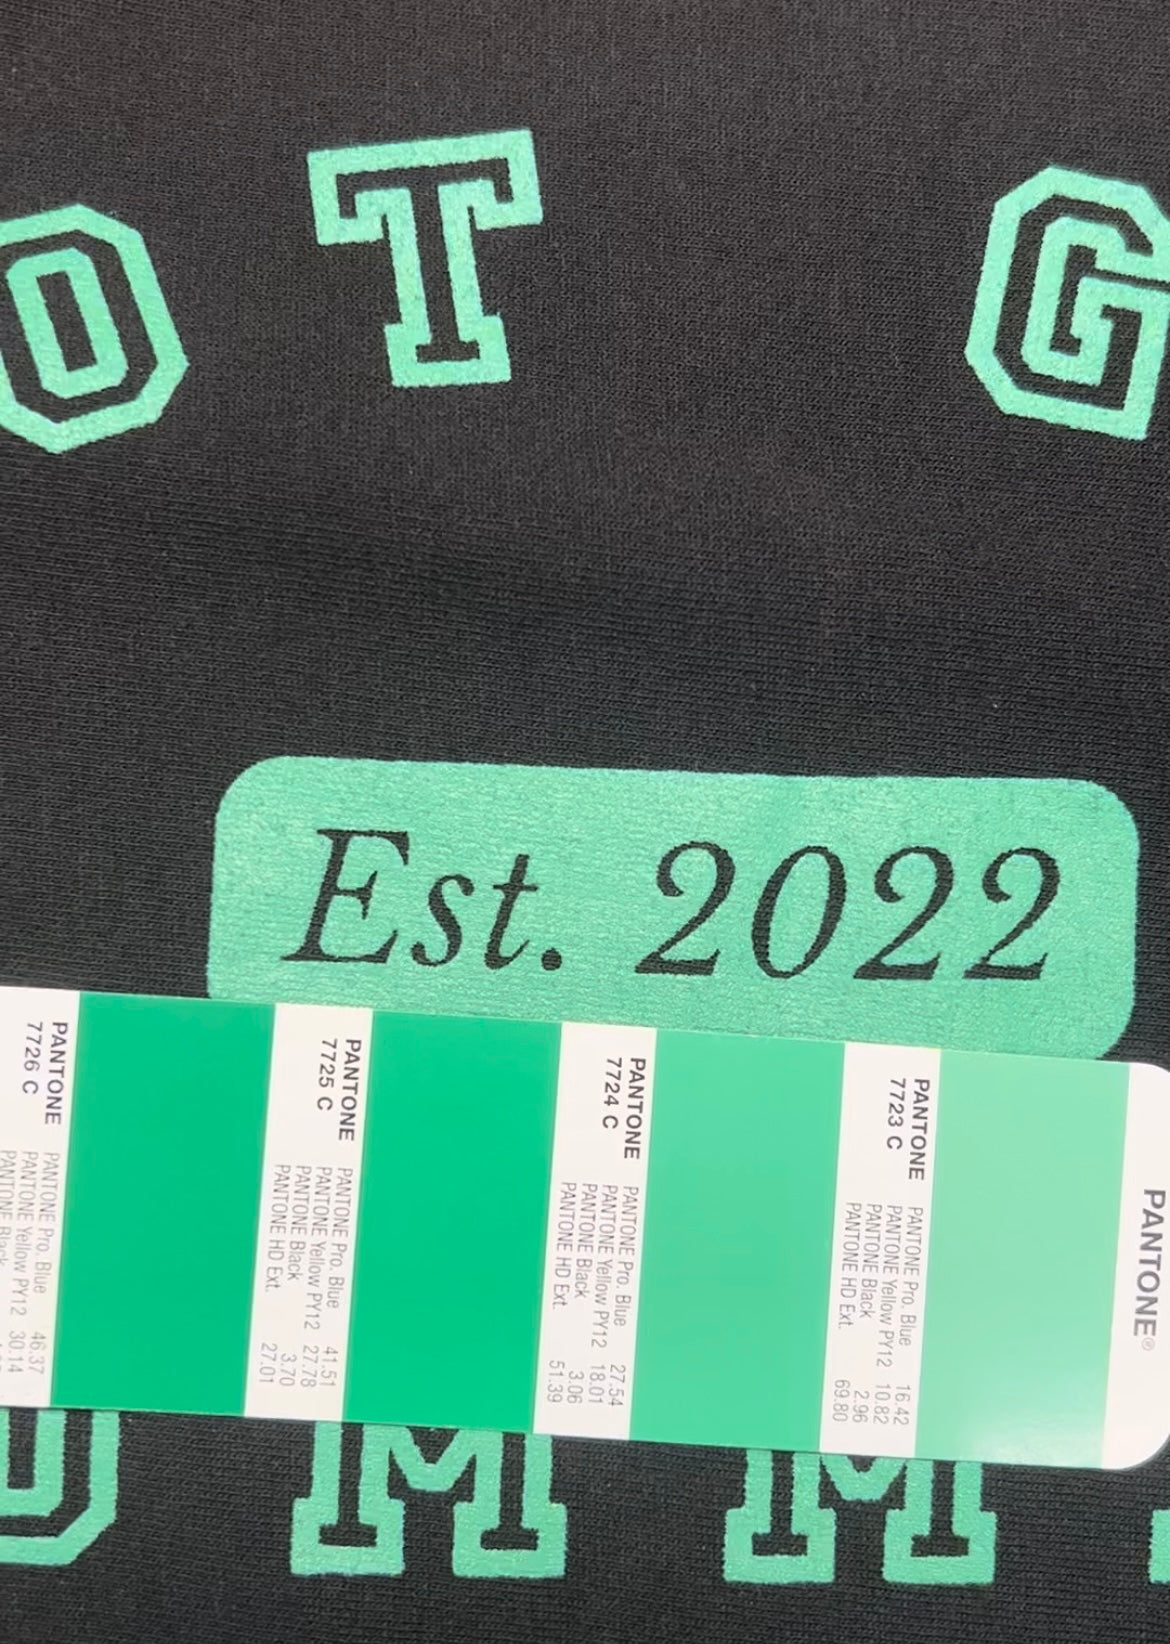 OT G
Est. 2022
PANTONE
7726 C
PANTONE Pro. Blue 46.37
PANTONE Yellow PY12 30.14
PANTONE Black
PANTONE
7725 C
PANTONE Pro. Blue 41.51
PANTONE Yellow PY12 27.78
PANTONE Black 3.70
PANTONE HD Ext. 27.01
PANTONE
7724 C
PANTONE Pro. Blue 27.54
PANTONE Yellow PY12 18.01
PANTONE Black 3.06
PANTONE HD Ext. 51.39
PANTONE
7723 C
PANTONE Pro. Blue 16.42
PANTONE Yellow PY12 10.82
PANTONE Black 2.96
PANTONE HD Ext. 69.80
PANTONE®
MM